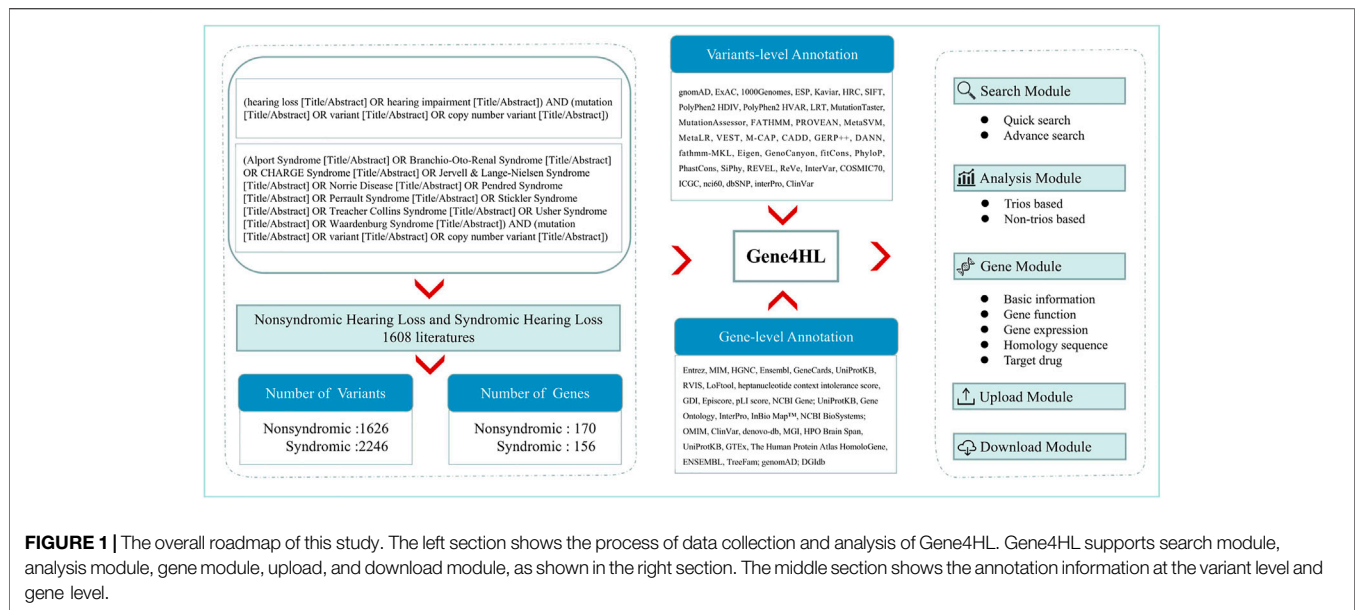 (hearing loss [Title/Abstract] OR hearing impairment [Title/Abstract]) AND (mutation
[Title/Abstract] OR variant [Title/Abstract] OR copy number variant [Title/Abstract])
(Alport Syndrome [Title/Abstract] OR Branchio-Oto-Renal Syndrome [Title/Abstract]
OR CHARGE Syndrome [Title/Abstract] OR Jervell & Lange-Nielsen Syndrome
[Title/Abstract] OR Norrie Disease [Title/Abstract] OR Pendred Syndrome
[Title/Abstract] OR Perrault Syndrome [Title/Abstract] OR Stickler Syndrome
[Title/Abstract] OR Treacher Collins Syndrome [Title/Abstract] OR Usher Syndrome
[Title/Abstract] OR Waardenburg Syndrome [Title/Abstract]) AND (mutation
[Title/Abstract] OR variant [Title/Abstract] OR copy number variant [Title/Abstract])
Nonsyndromic Hearing Loss and Syndromic Hearing Loss
1608 literatures
Number of Variants
Nonsyndromic :1626
Syndromic :2246
Number of Genes
Nonsyndromic : 170
Syndromic : 156
Variants-level Annotation
gnomAD, ExAC, 1000Genomes, ESP, Kaviar, HRC, SIFT,
PolyPhen2 HDIV, PolyPhen2 HVAR, LRT, MutationTaster,
MutationAssessor, FATHMM, PROVEAN, MetaSVM,
MetaLR, VEST, M-CAP, CADD, GERP++, DANN,
fathmm-MKL, Eigen, GenoCanyon, fitCons, PhyloP,
PhastCons, SiPhy, REVEL, ReVe, InterVar, COSMIC70,
ICGC, nci60, dbSNP, interPro, ClinVar
Gene4HL
Gene-level Annotation
Entrez, MIM, HGNC, Ensembl, GeneCards, UniProtKB,
RVIS, LoFtool, heptanucleotide context intolerance score,
GDI, Episcore, pLI score, NCBI Gene; UniProtKB, Gene
Ontology, InterPro, InBio Map™, NCBI BioSystems;
OMIM, ClinVar, denovo-db, MGI, HPO Brain Span,
UniProtKB, GTEx, The Human Protein Atlas HomoloGene,
ENSEMBL, TreeFam; genomAD; DGIdb
Search Module
● Quick search
● Advance search
Analysis Module
● Trios based
● Non-trios based
Gene Module
● Basic information
● Gene function
● Gene expression
● Homology sequence
● Target drug
Upload Module
Download Module
FIGURE 1 | The overall roadmap of this study. The left section shows the process of data collection and analysis of Gene4HL. Gene4HL supports search module,
analysis module, gene module, upload, and download module, as shown in the right section. The middle section shows the annotation information at the variant level and
gene level.